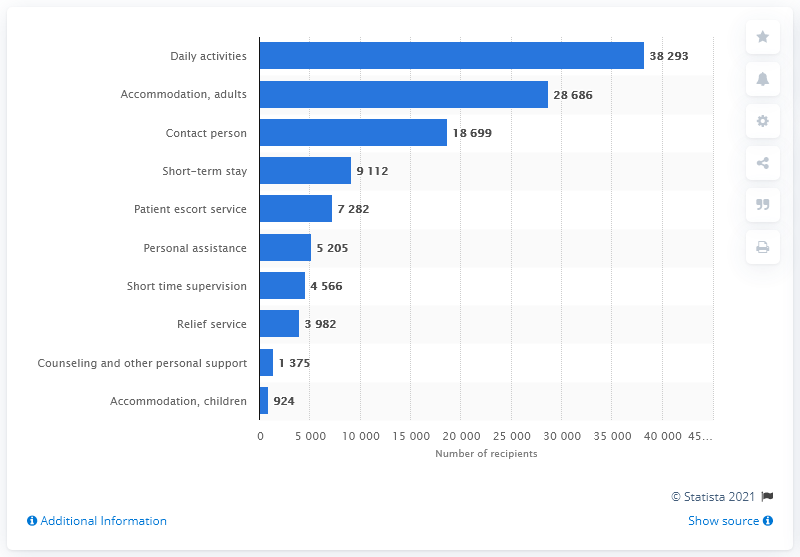 Daily activities 38 293
Accommodation, adults 28 686
Contact person 18 699
Short-term stay 9 112
Patient escort service 7 282
Personal assistance 5 205
Short time supervision 4 566
Relief service 3 982
Counseling and other personal support 1 375
Accommodation, children 924
0 5 000 10 000 15 000 20 000 25 000 30 000 35 000 40 000 45...
Number of recipients
© Statista 2021
Additional Information Show source